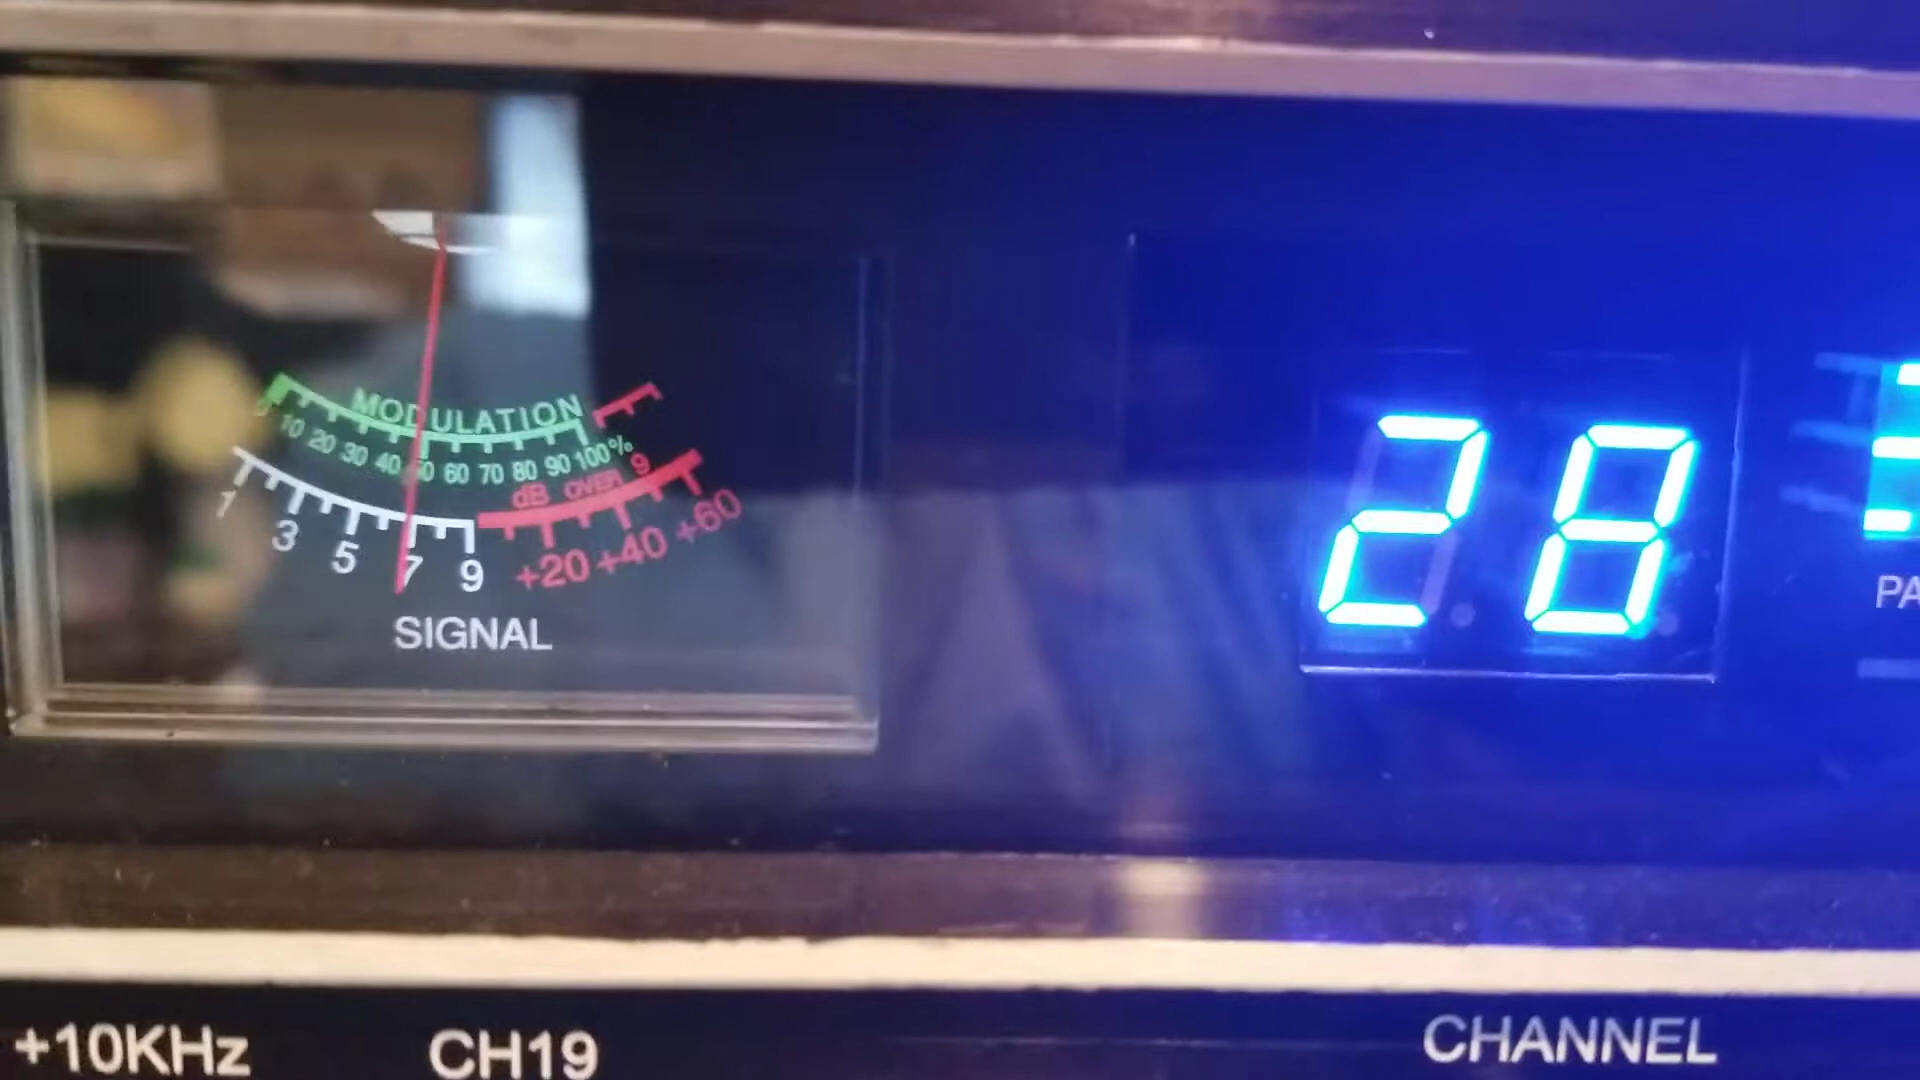 MODULATION
0 10 20 30 40 50 60 70 80 90 100%
dB OVER 9
1 3 5 7 9 +20 +40 +60
SIGNAL
28
PA
+10KHz CH19 CHANNEL